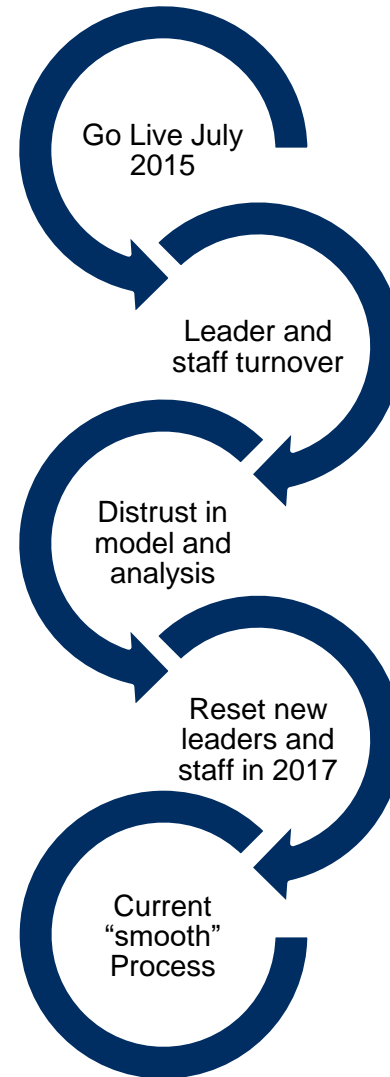 Go Live July
2015
Leader and
staff turnover
Distrust in
model and
analysis
Reset new
leaders and
staff in 2017
Current
“smooth”
Process